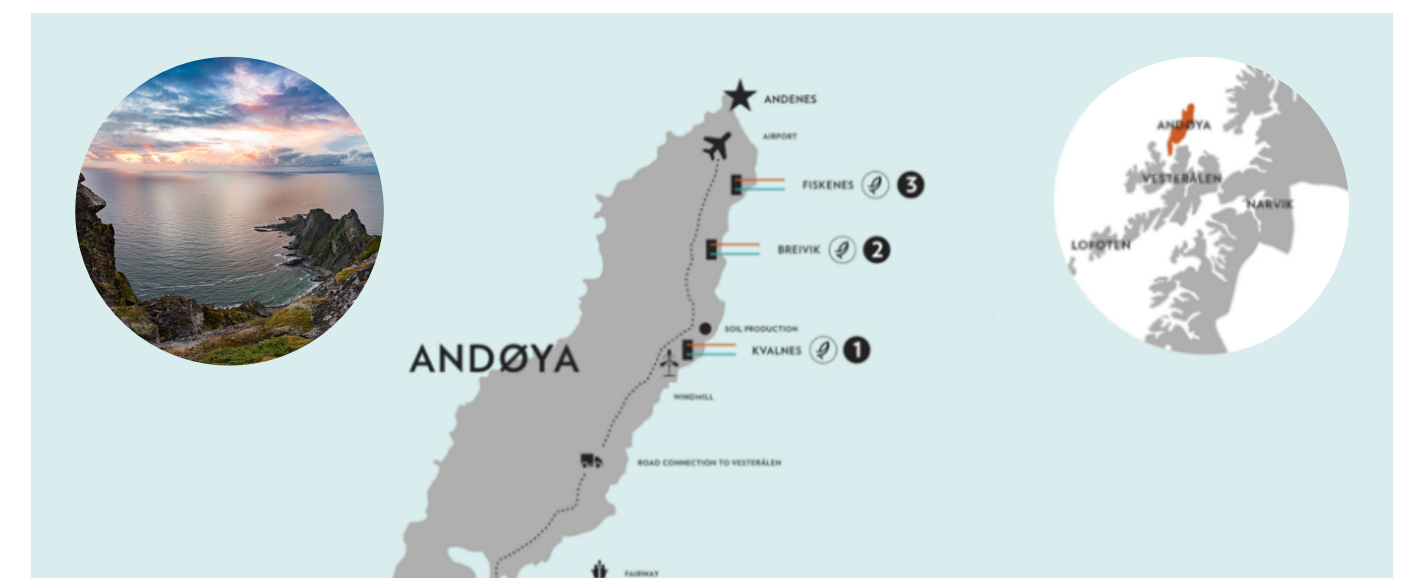 ANDENES
AIRPORT
FISKENES 3
BREIVIK 2
SOIL PRODUCTION
KVALNES 1
ANDØYA
WINDMILL
ROAD CONNECTION TO VESTERÅLEN
FAIRWAY
ANDØYA
VESTERÅLEN
NARVIK
LOFOTEN